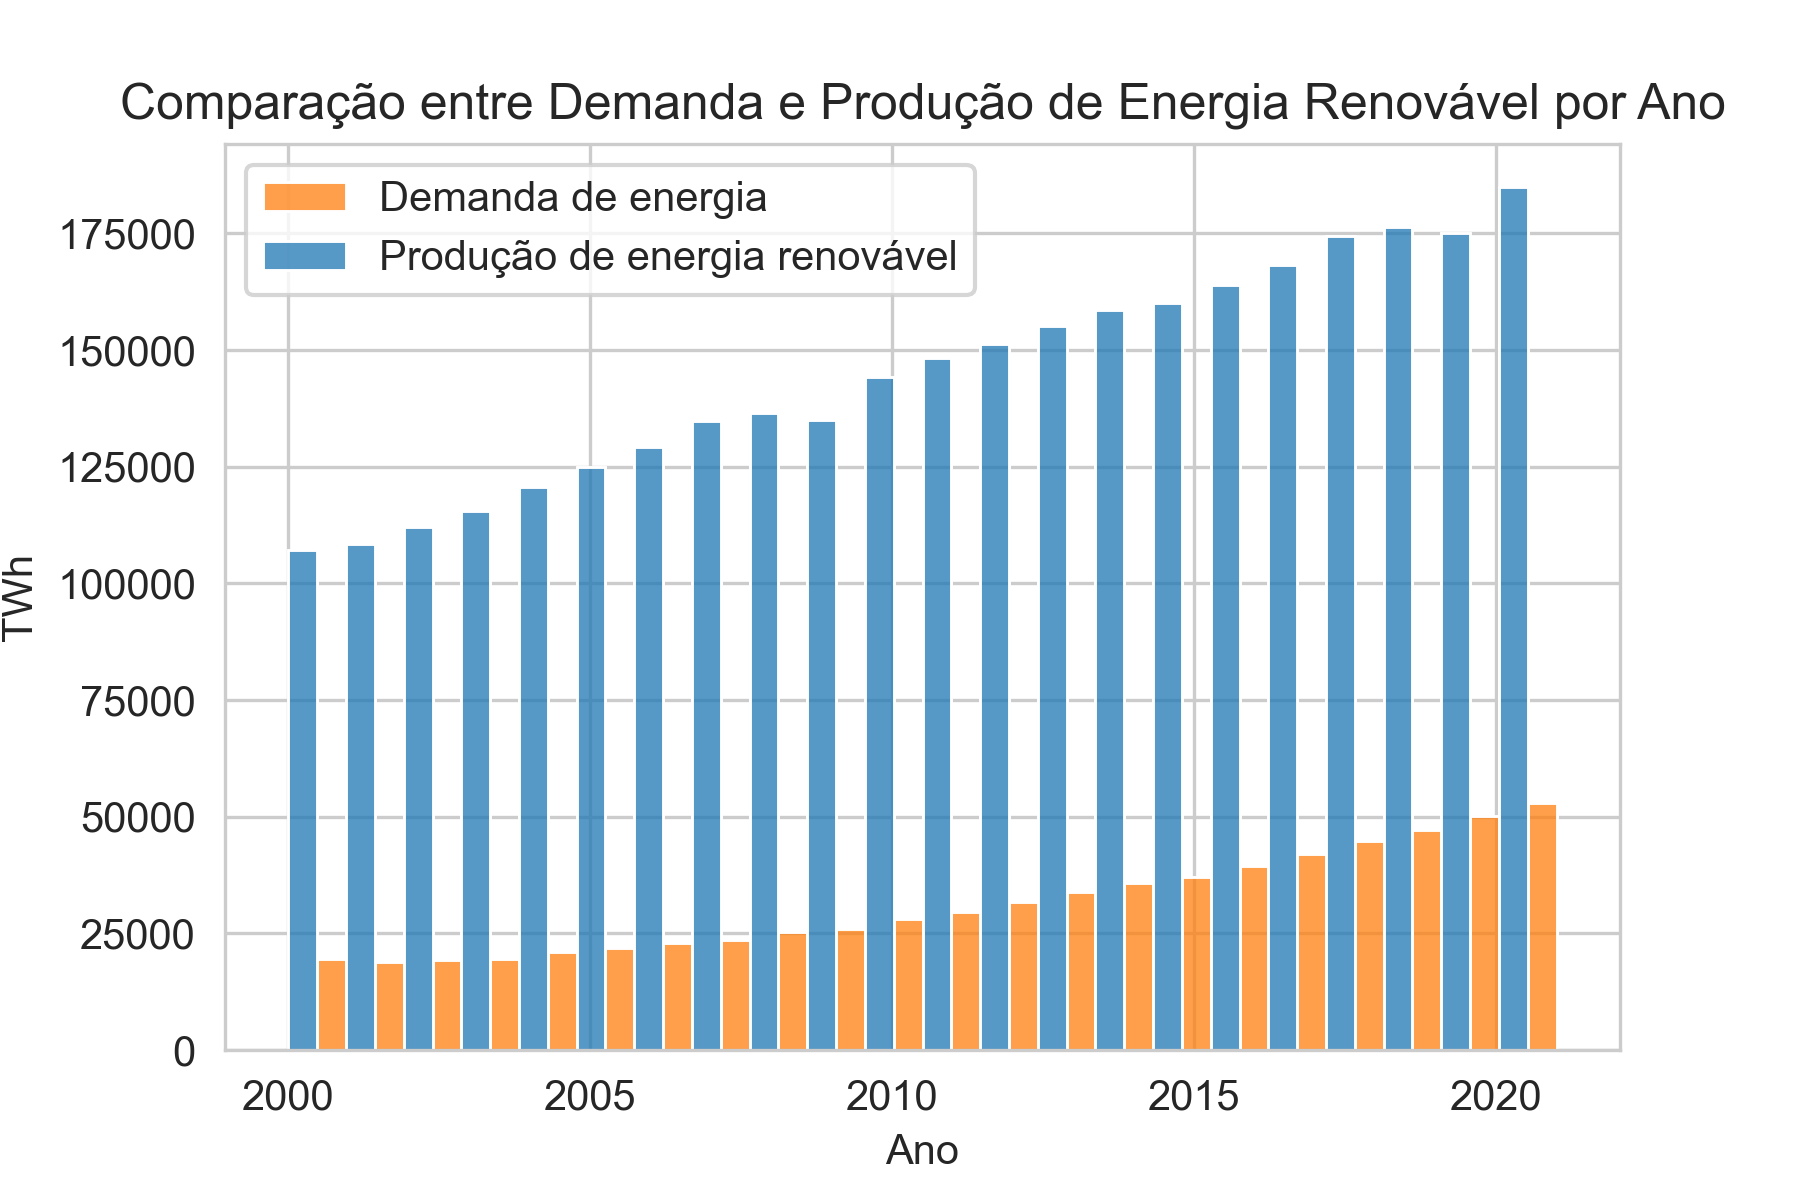 Comparação entre Demanda e Produção de Energia Renovável por Ano
Demanda de energia
Produção de energia renovável
175000
150000
125000
100000
75000
50000
25000
0
TWh
2000 2005 2010 2015 2020
Ano